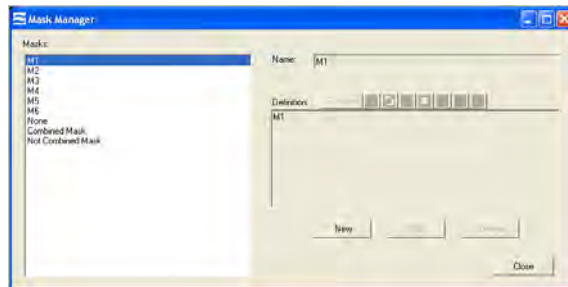 Mask Manager
Masks:
M1
M2
M3
M4
M5
M6
None
Combined Mask
Not Combined Mask
Name:
M1
Definition:
M1
New
Close